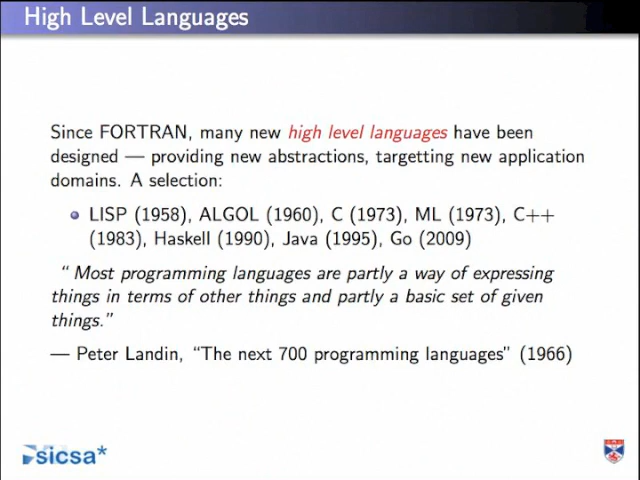 High Level Languages
Since FORTRAN, many new high level languages have been
designed — providing new abstractions, targetting new application
domains. A selection:
LISP (1958), ALGOL (1960), C (1973), ML (1973), C++
(1983), Haskell (1990), Java (1995), Go (2009)
“ Most programming languages are partly a way of expressing
things in terms of other things and partly a basic set of given
things.”
— Peter Landin, “The next 700 programming languages” (1966)
sicsa*